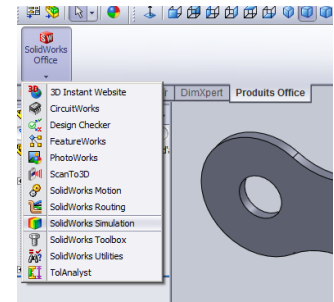 SolidWorks
Office
DimXpert
Produits Office
3D Instant Website
CircuitWorks
Design Checker
FeatureWorks
PhotoWorks
ScanTo3D
SolidWorks Motion
SolidWorks Routing
SolidWorks Simulation
SolidWorks Toolbox
SolidWorks Utilities
TolAnalyst